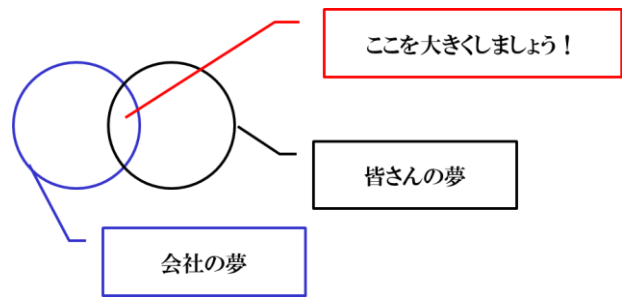 ここを大きくしましょう！
皆さんの夢
会社の夢